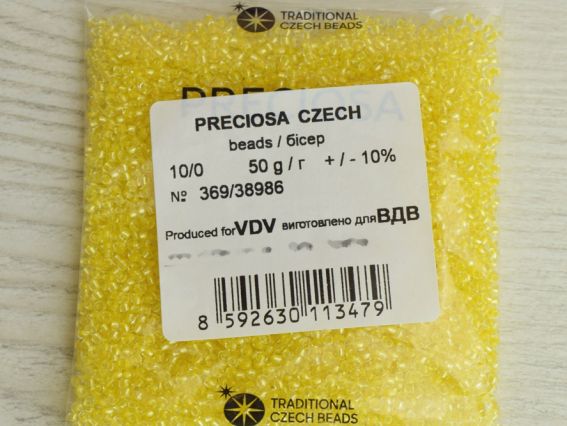 TRADITIONAL
CZECH BEADS
PRECIOSA
PRECIOSA CZECH
beads / бісер
10/0 50 g / г + / - 10%
№ 369/38986
Produced for VDV виготовлено для ВДВ
8 592630 113479
TRADITIONAL
CZECH BEADS